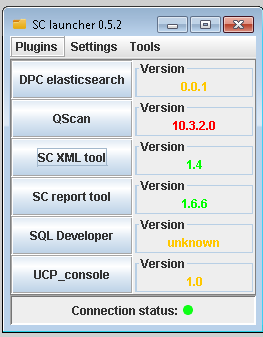 SC launcher 0.5.2
Plugins Settings Tools
DPC elasticsearch Version 0.0.1
QScan Version 10.3.2.0
SC XML tool Version 1.4
SC report tool Version 1.6.6
SQL Developer Version unknown
UCP_console Version 1.0
Connection status: